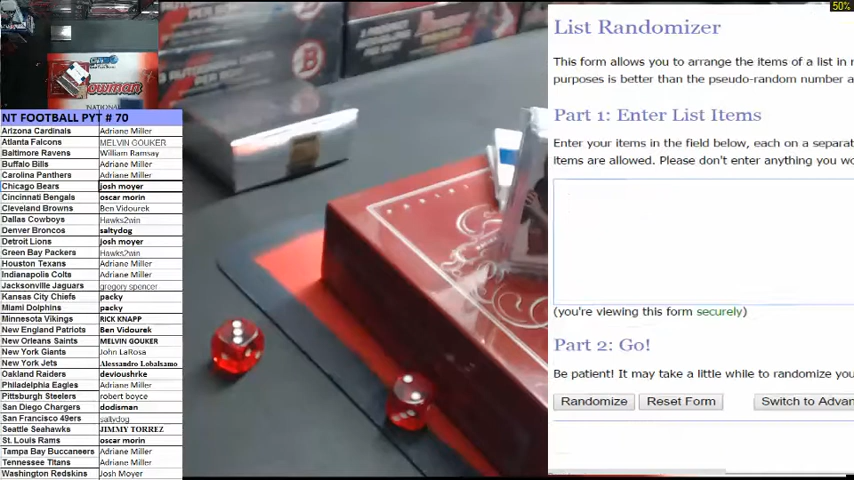 50%
Bowman
NATIONAL
NT FOOTBALL PYT # 70
Arizona Cardinals Adriane Miller
Atlanta Falcons MELVIN GOUKER
Baltimore Ravens William Ramsay
Buffalo Bills Adriane Miller
Carolina Panthers Adriane Miller
Chicago Bears josh moyer
Cincinnati Bengals oscar morin
Cleveland Browns Ben Vidourek
Dallas Cowboys Hawks2win
Denver Broncos saltydog
Detroit Lions josh moyer
Green Bay Packers Hawks2win
Houston Texans Adriane Miller
Indianapolis Colts Adriane Miller
Jacksonville Jaguars gregory spencer
Kansas City Chiefs packy
Miami Dolphins packy
Minnesota Vikings RICK KNAPP
New England Patriots Ben Vidourek
New Orleans Saints MELVIN GOUKER
New York Giants John LaRosa
New York Jets Alessandro Lobalsamo
Oakland Raiders devioushrke
Philadelphia Eagles Adriane Miller
Pittsburgh Steelers robert boyce
San Diego Chargers dodisman
San Francisco 49ers saltydog
Seattle Seahawks JIMMY TORREZ
St. Louis Rams oscar morin
Tampa Bay Buccaneers Adriane Miller
Tennessee Titans Adriane Miller
Washington Redskins Josh Moyer
B
List Randomizer
This form allows you to arrange the items of a list in r
purposes is better than the pseudo-random number a
Part 1: Enter List Items
Enter your items in the field below, each on a separat
items are allowed. Please don't enter anything you wo
(you're viewing this form securely)
Part 2: Go!
Be patient! It may take a little while to randomize you
Randomize Reset Form Switch to Advan